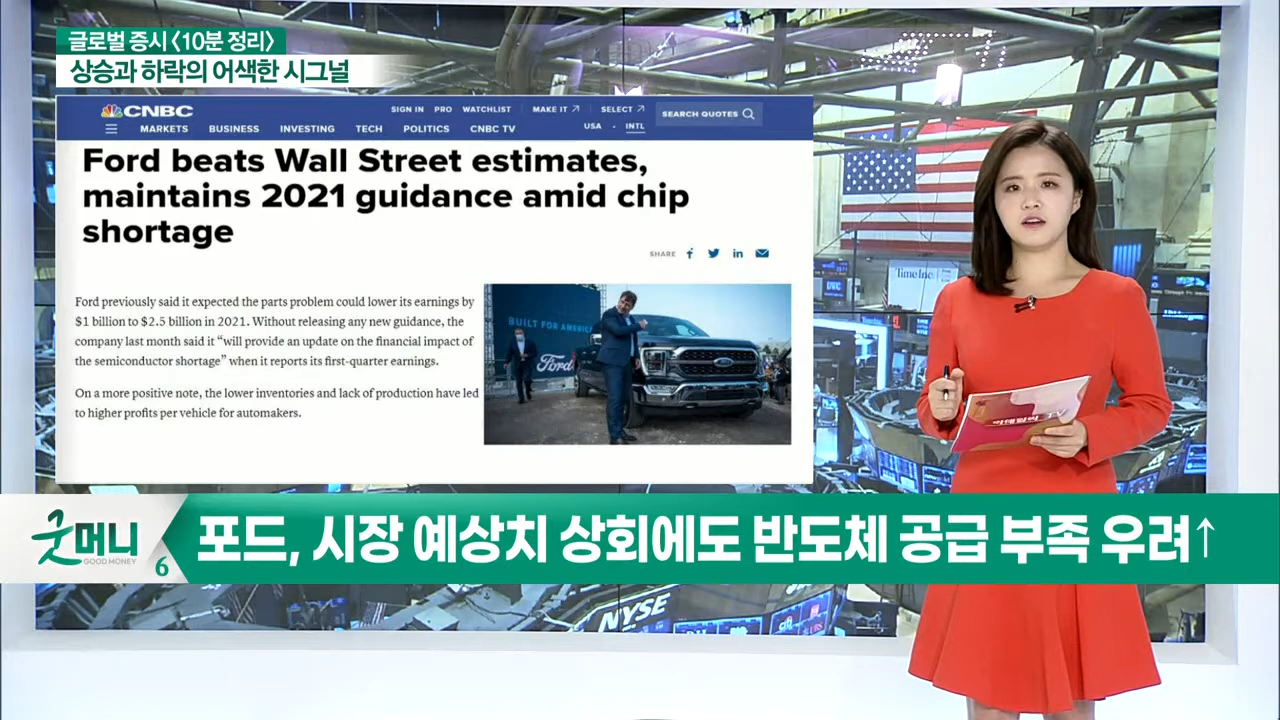 글로벌 증시 <10분 정리>
상승과 하락의 어색한 시그널
CNBC
SIGN IN PRO WATCHLIST MAKE IT SELECT SEARCH QUOTES
MARKETS BUSINESS INVESTING TECH POLITICS CNBC TV USA · INTL
Ford beats Wall Street estimates,
maintains 2021 guidance amid chip
shortage
SHARE
Ford previously said it expected the parts problem could lower its earnings by
$1 billion to $2.5 billion in 2021. Without releasing any new guidance, the
company last month said it “will provide an update on the financial impact of
the semiconductor shortage” when it reports its first-quarter earnings.
On a more positive note, the lower inventories and lack of production have led
to higher profits per vehicle for automakers.
BUILT FOR AMERICA
Ford
Time Inc.
굿머니
GOOD MONEY
6
포드, 시장 예상치 상회에도 반도체 공급 부족 우려↑
NYSE
citi
UBS